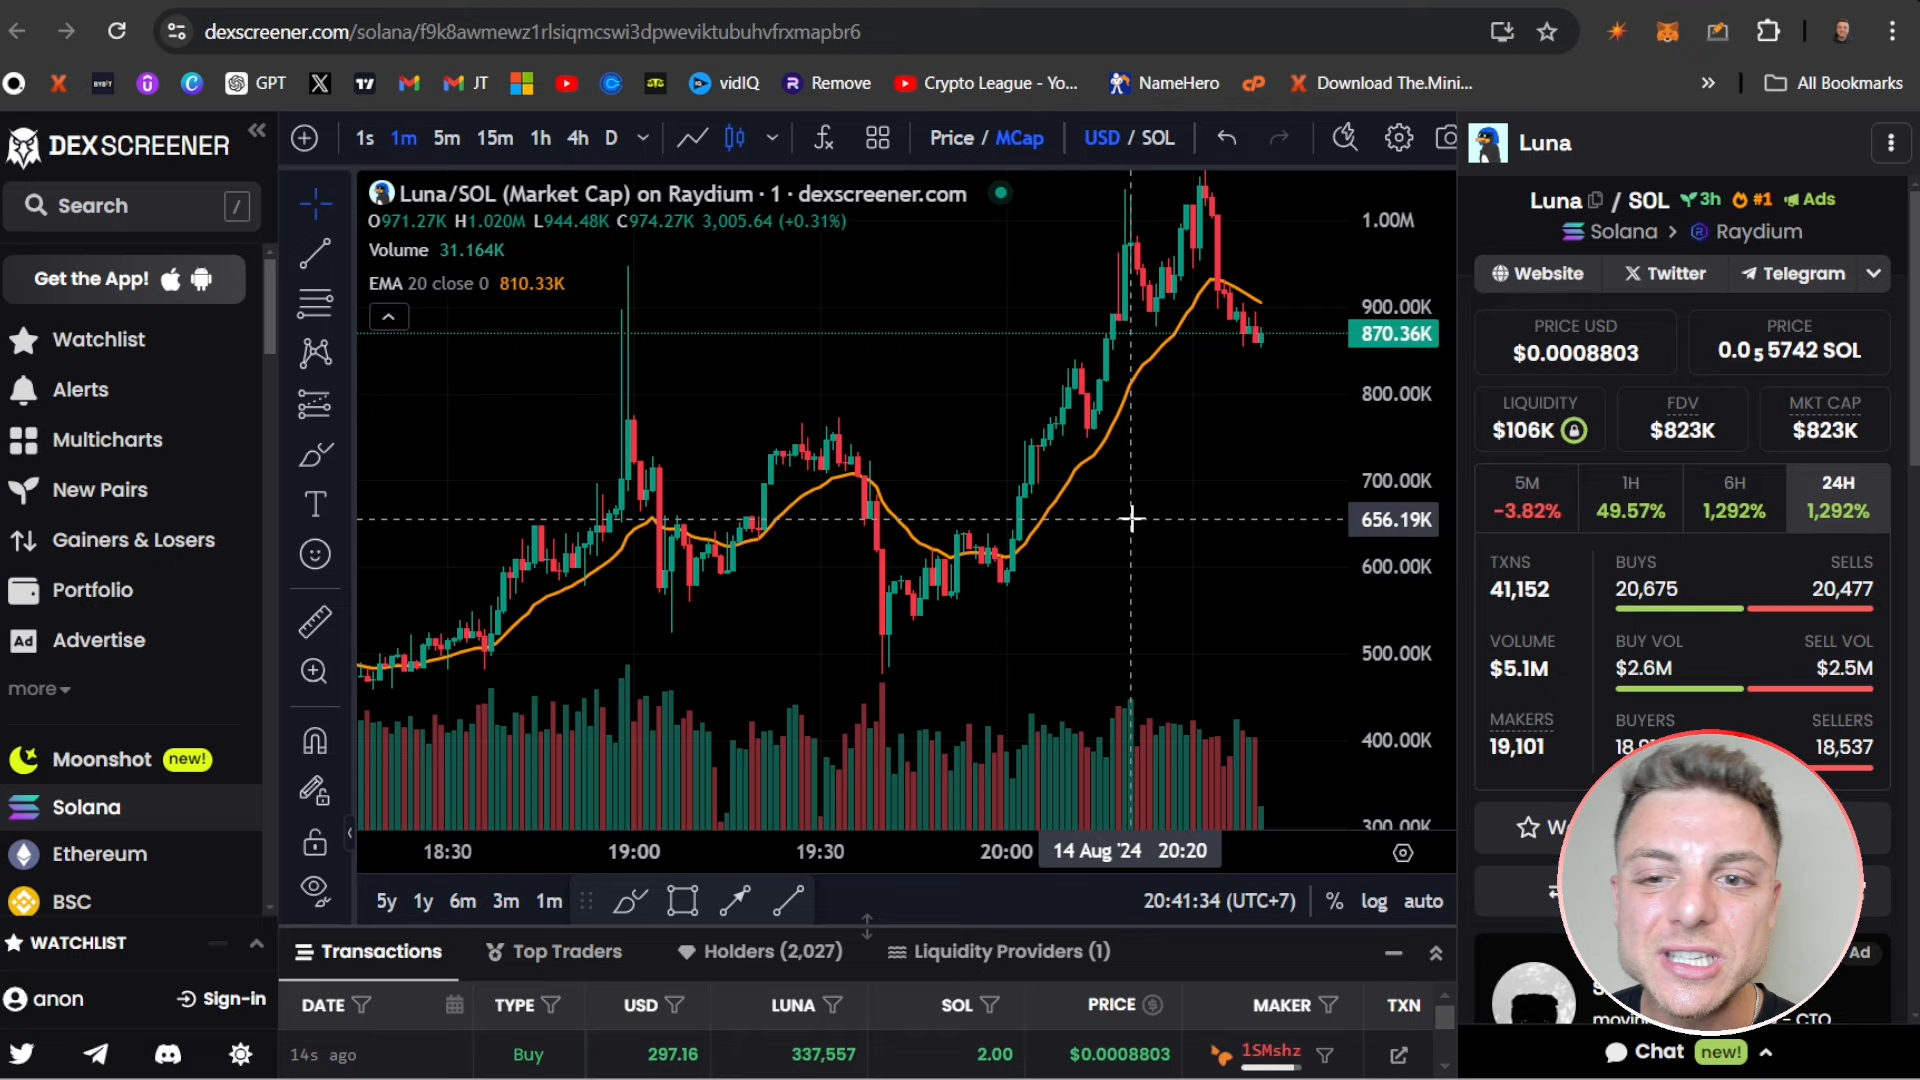 dexscreener.com/solana/f9k8awmewz1rlsiqmcswi3dpweviktubuhvfrxmapbr6
GPT
JT
vidIQ
Remove
Crypto League - Yo...
NameHero
Download The.Mini...
All Bookmarks
DEXSCREENER
Search /
Get the App!
Watchlist
Alerts
Multicharts
New Pairs
Gainers & Losers
Portfolio
Ad Advertise
more
Moonshot new!
Solana
Ethereum
BSC
WATCHLIST
anon Sign-in
1s 1m 5m 15m 1h 4h D
Price / MCap
USD / SOL
Luna/SOL (Market Cap) on Raydium · 1 · dexscreener.com
O971.27K H1.020M L944.48K C974.27K 3,005.64 (+0.31%)
Volume 31.164K
EMA 20 close 0 810.33K
1.00M
900.00K
870.36K
800.00K
700.00K
656.19K
600.00K
500.00K
400.00K
300.00K
18:30 19:00 19:30 20:00 14 Aug '24 20:20
5y 1y 6m 3m 1m
20:41:34 (UTC+7) % log auto
Transactions Top Traders Holders (2,027) Liquidity Providers (1)
DATE TYPE USD LUNA SOL PRICE MAKER TXN
14s ago Buy 297.16 337,557 2.00 $0.0008803 1SMshz
Luna
Luna / SOL 3h #1 Ads
Solana > Raydium
Website Twitter Telegram
PRICE USD
$0.0008803
PRICE
0.0₅5742 SOL
LIQUIDITY
$106K
FDV
$823K
MKT CAP
$823K
5M 1H 6H 24H
-3.82% 49.57% 1,292% 1,292%
TXNS
41,152
BUYS SELLS
20,675 20,477
VOLUME
$5.1M
BUY VOL SELL VOL
$2.6M $2.5M
MAKERS
19,101
BUYERS SELLERS
18,537
Ad
CTO
Chat new!